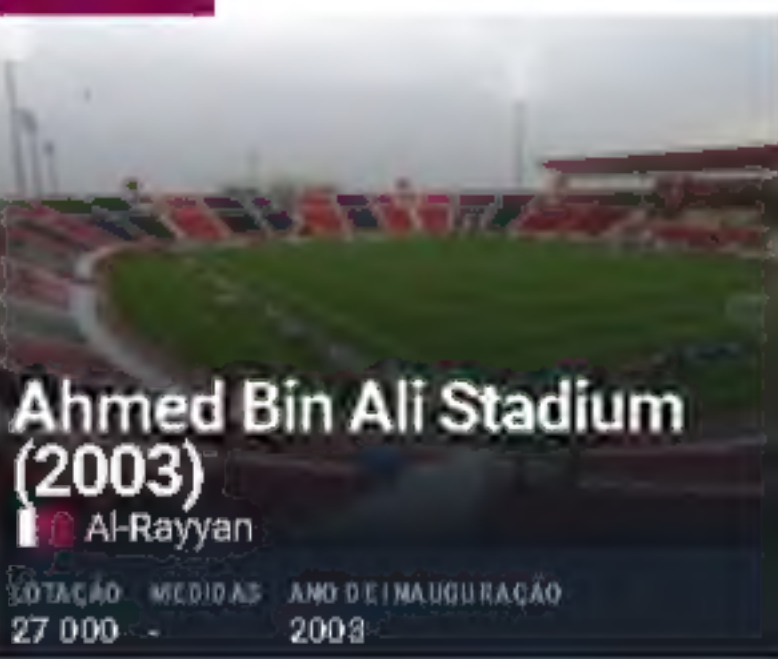 Ahmed Bin Ali Stadium
(2003)
Al-Rayyan
LOTAÇÃO MEDIDAS ANO DE INAUGURAÇÃO
27 000 - 2003